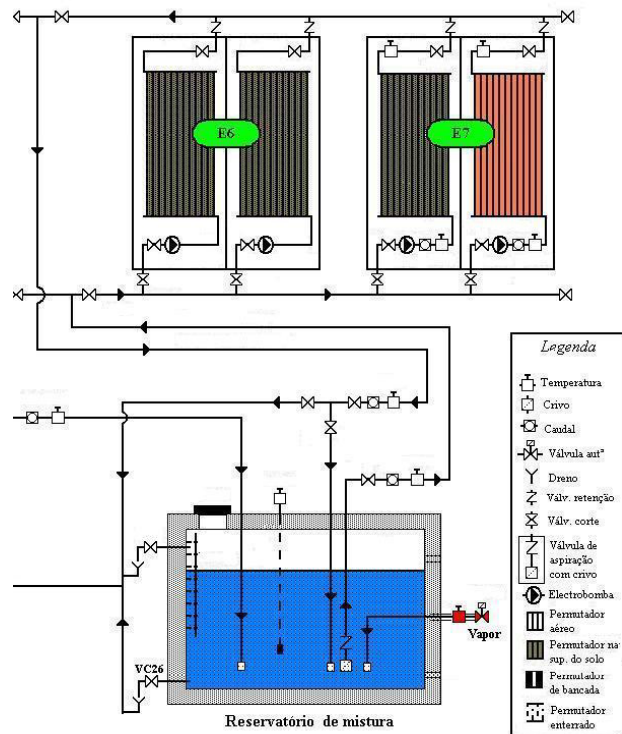 E6
E7
Legenda
Temperatura
Crivo
Caudal
Válvula autª
Dreno
Válv. retenção
Válv. corte
Válvula de
aspiração
com crivo
Electrobomba
Permutador
aéreo
Permutador na
sup. do solo
Permutador
de bancada
Permutador
enterrado
Vapor
VC26
Reservatório de mistura